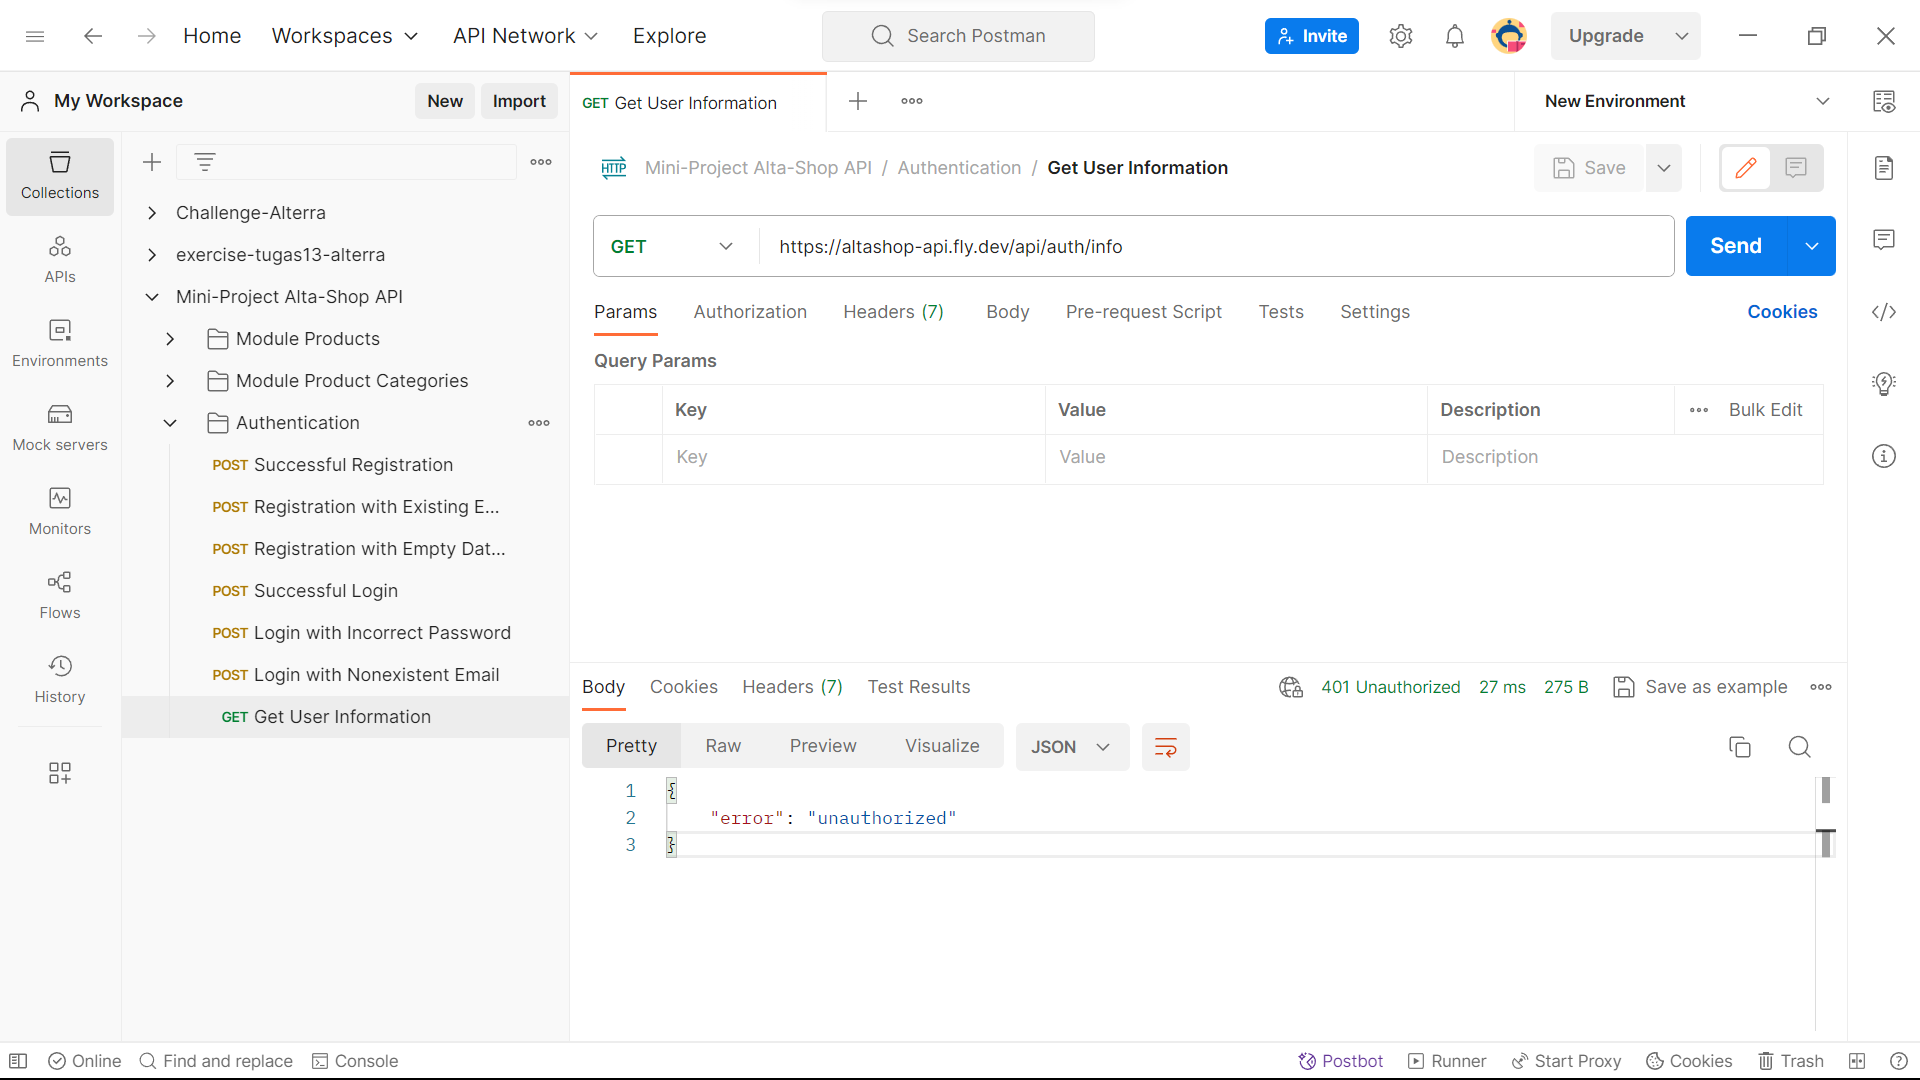 Home
Workspaces
API Network
Explore
Search Postman
Invite
Upgrade
My Workspace
New
Import
GET Get User Information
New Environment
Collections
APIs
Environments
Mock servers
Monitors
Flows
History
Challenge-Alterra
exercise-tugas13-alterra
Mini-Project Alta-Shop API
Module Products
Module Product Categories
Authentication
POST Successful Registration
POST Registration with Existing E...
POST Registration with Empty Dat...
POST Successful Login
POST Login with Incorrect Password
POST Login with Nonexistent Email
GET Get User Information
HTTP Mini-Project Alta-Shop API / Authentication / Get User Information
Save
GET https://altashop-api.fly.dev/api/auth/info
Send
Params Authorization Headers (7) Body Pre-request Script Tests Settings Cookies
Query Params
Key Value Description Bulk Edit
Key Value Description
Body Cookies Headers (7) Test Results 401 Unauthorized 27 ms 275 B Save as example
Pretty Raw Preview Visualize JSON
1 {
2 "error": "unauthorized"
3 }
Online Find and replace Console Postbot Runner Start Proxy Cookies Trash